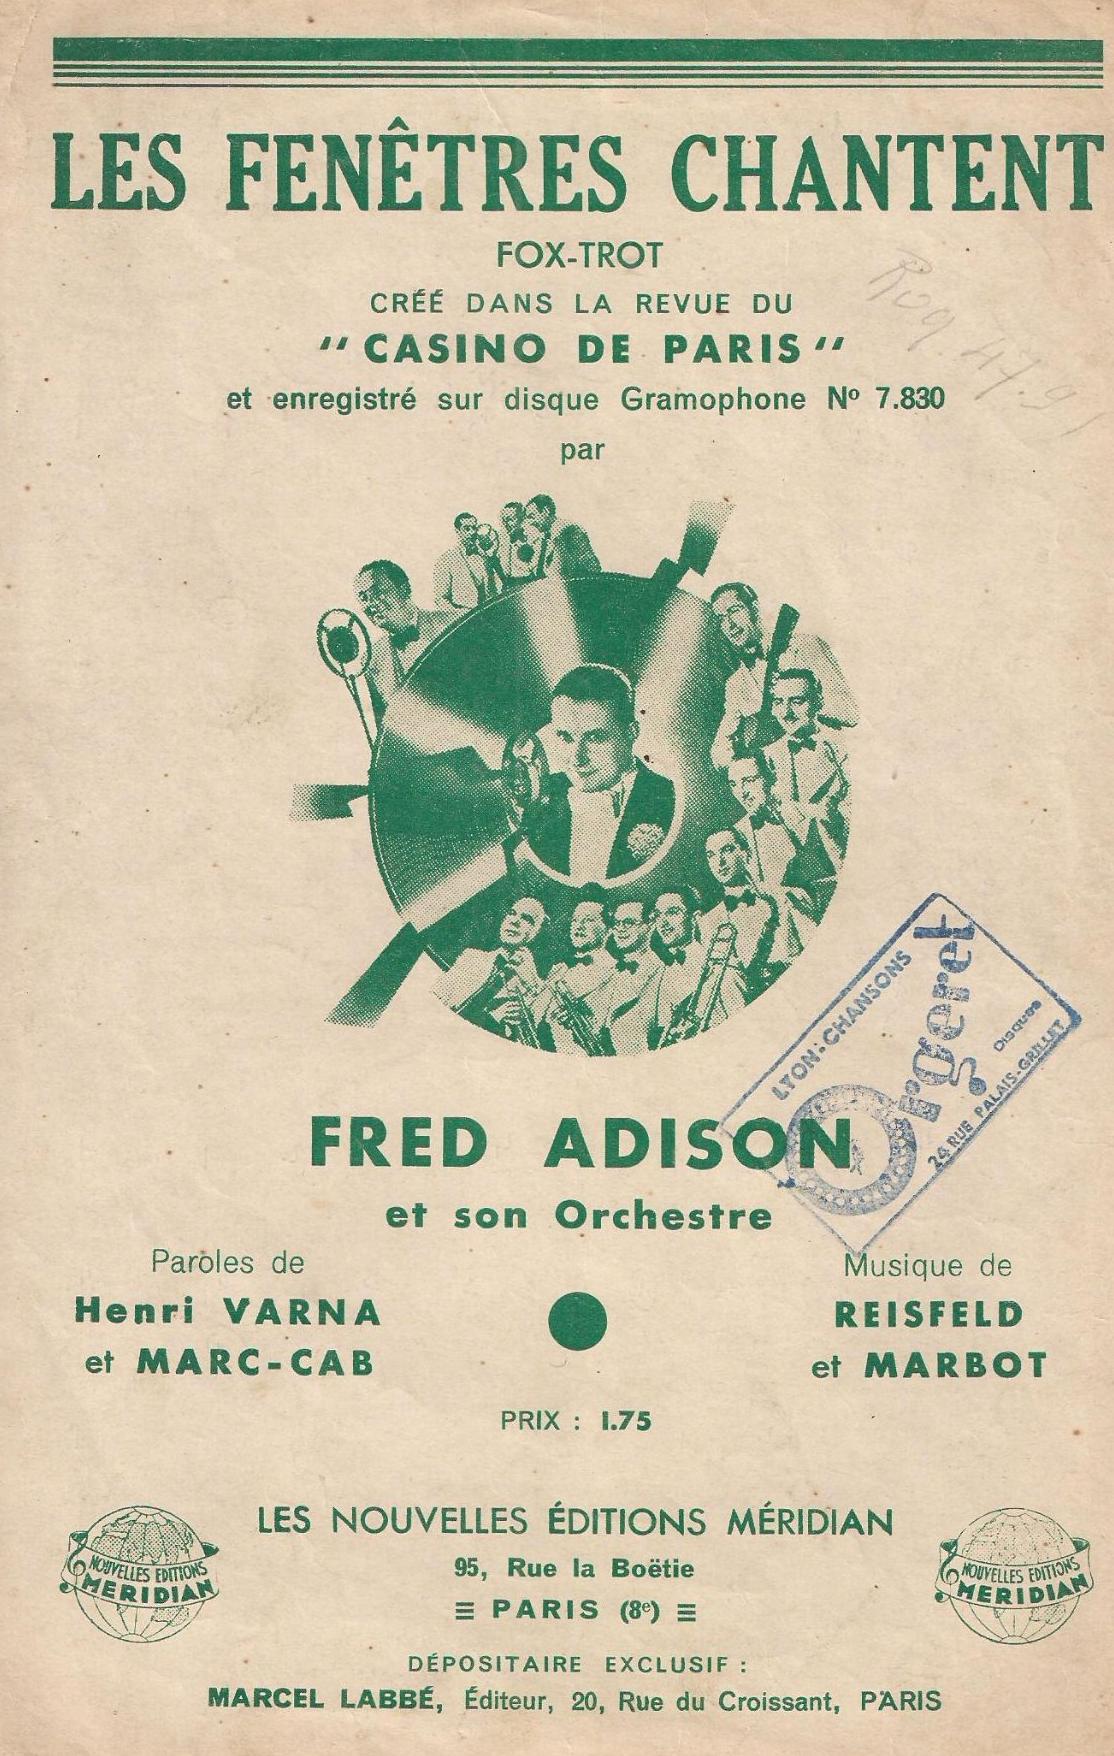 LES FENÊTRES CHANTENT
FOX-TROT
CRÉÉ DANS LA REVUE DU
"CASINO DE PARIS"
et enregistré sur disque Gramophone Nº 7.830
par
FRED ADISON
et son Orchestre
LYON: CHANSONS
Orgeret
Disques
24 RUE PALAIS-GRILLET
Paroles de
Henri VARNA
et MARC-CAB
Musique de
REISFELD
et MARBOT
PRIX : 1.75
LES NOUVELLES ÉDITIONS MÉRIDIAN
95, Rue la Boëtie
PARIS (8e)
NOUVELLES EDITIONS
MERIDIAN
NOUVELLES EDITIONS
MERIDIAN
DÉPOSITAIRE EXCLUSIF :
MARCEL LABBÉ, Éditeur, 20, Rue du Croissant, PARIS